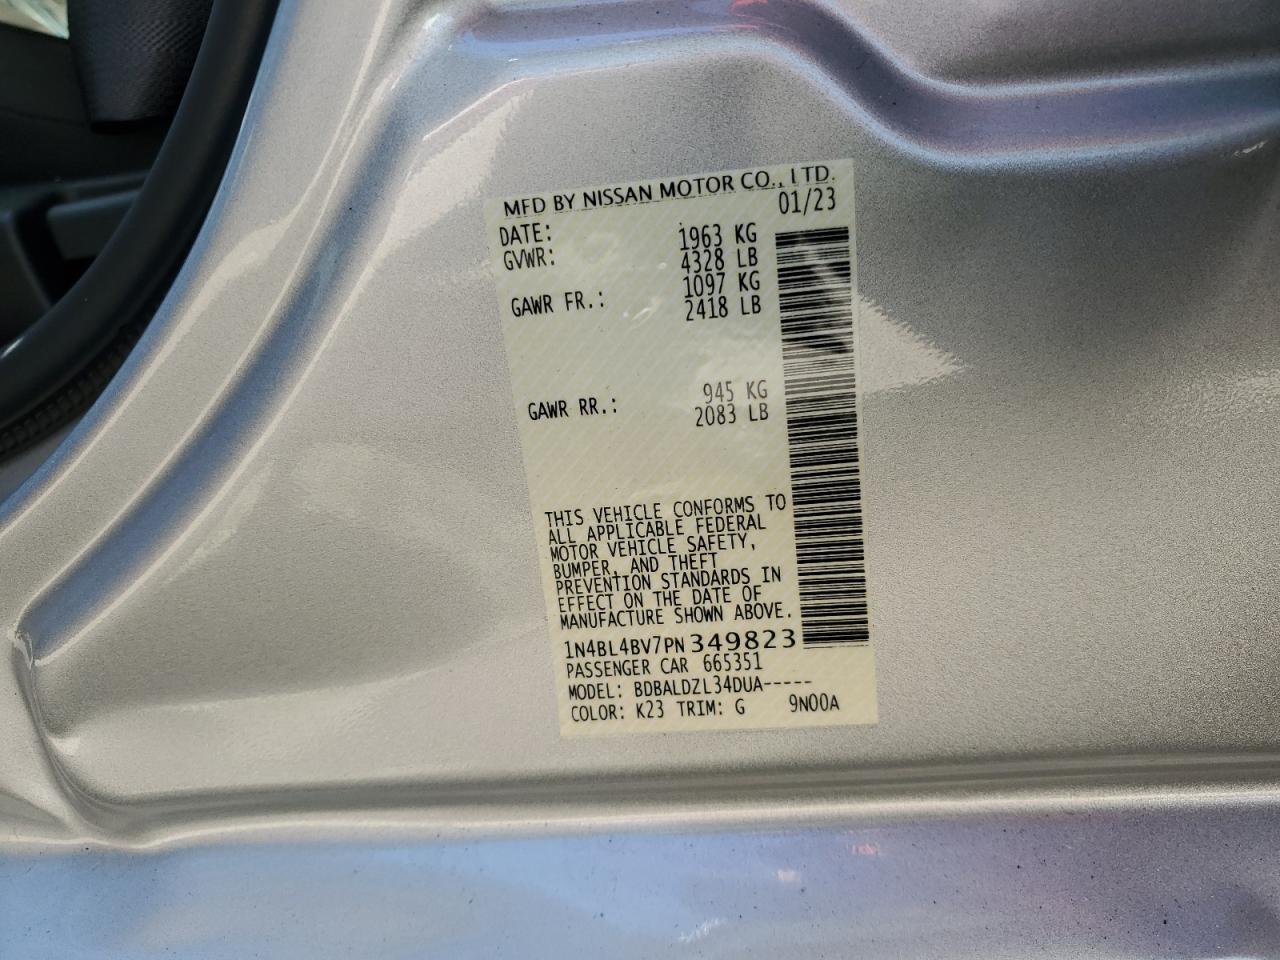 MFD BY NISSAN MOTOR CO., LTD.
DATE: 01/23
GVWR: 1963 KG
4328 LB
GAWR FR.: 1097 KG
2418 LB
GAWR RR.: 945 KG
2083 LB
THIS VEHICLE CONFORMS TO
ALL APPLICABLE FEDERAL
MOTOR VEHICLE SAFETY,
BUMPER, AND THEFT
PREVENTION STANDARDS IN
EFFECT ON THE DATE OF
MANUFACTURE SHOWN ABOVE.
1N4BL4BV7PN349823
PASSENGER CAR 665351
MODEL: BDBALDZL34DUA-----
COLOR: K23 TRIM: G 9N00A